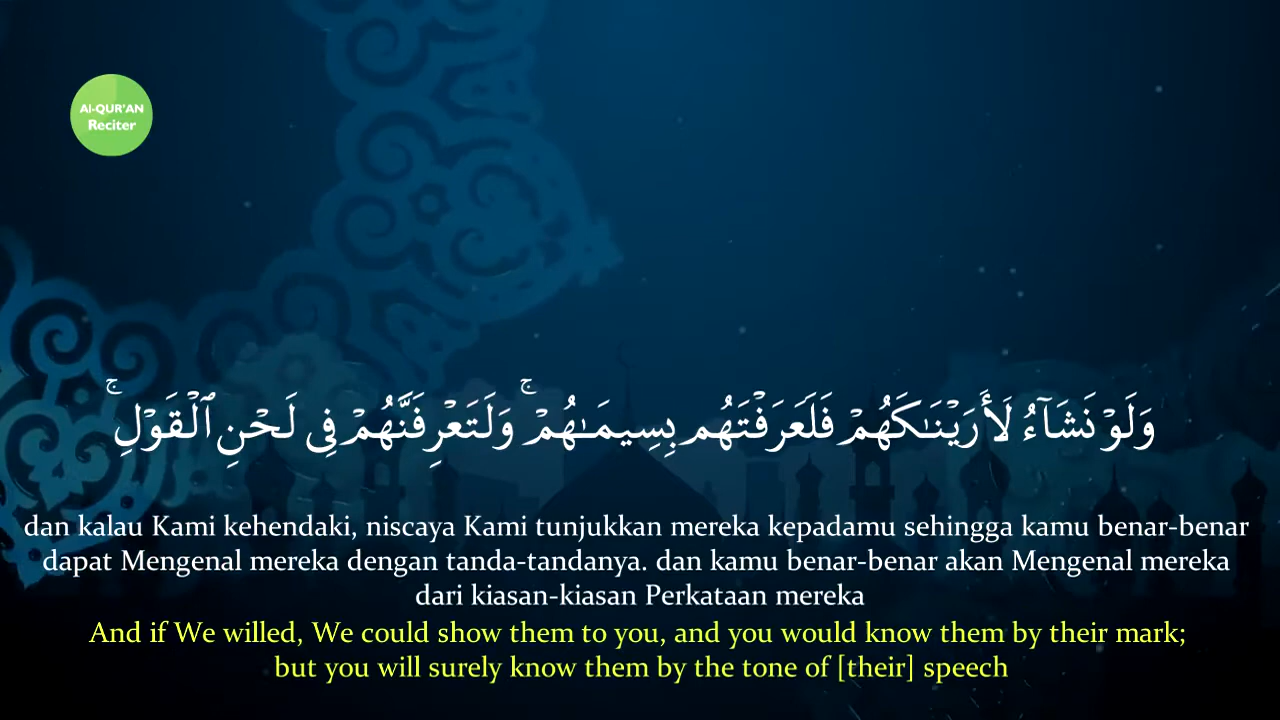 Al-QUR'AN
Reciter
وَلَوْ نَشَآءُ لَأَرَيْنَـٰكَهُمْ فَلَعَرَفْتَهُم بِسِيمَـٰهُمْ ۚ وَلَتَعْرِفَنَّهُمْ فِى لَحْنِ ٱلْقَوْلِ ۚ
dan kalau Kami kehendaki, niscaya Kami tunjukkan mereka kepadamu sehingga kamu benar-benar
dapat Mengenal mereka dengan tanda-tandanya. dan kamu benar-benar akan Mengenal mereka
dari kiasan-kiasan Perkataan mereka
And if We willed, We could show them to you, and you would know them by their mark;
but you will surely know them by the tone of [their] speech